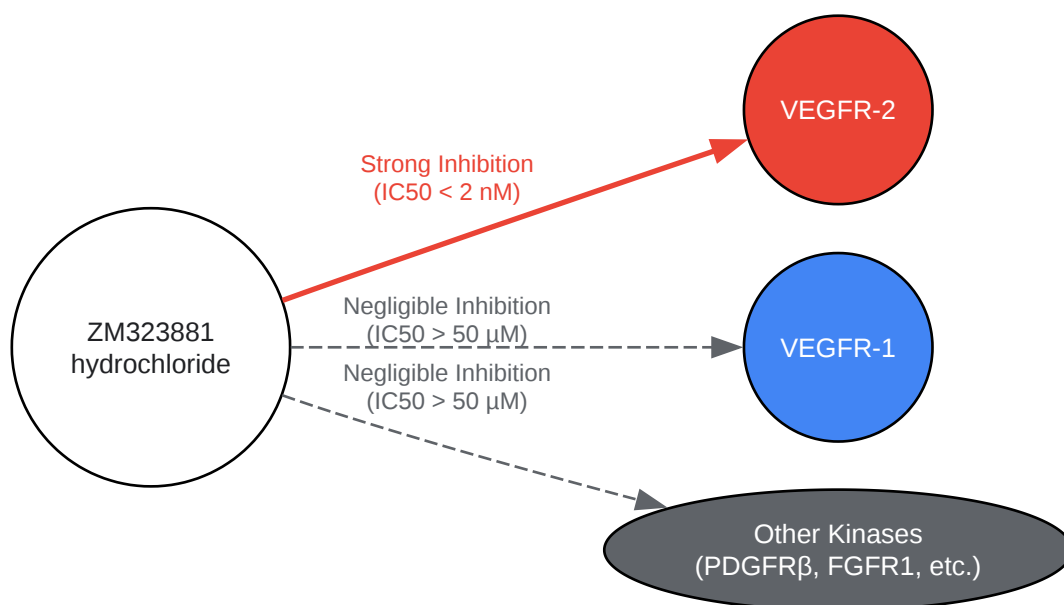 VEGFR-2
Strong Inhibition
(IC50 < 2 nM)
ZM323881
hydrochloride
Negligible Inhibition
(IC50 > 50 µM)
VEGFR-1
Negligible Inhibition
(IC50 > 50 µM)
Other Kinases
(PDGFRβ, FGFR1, etc.)